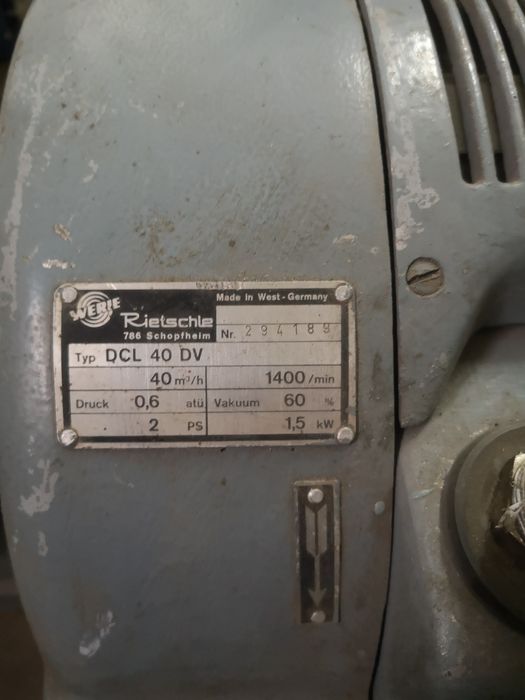 Made in West-Germany
WERIE
Rietschle
786 Schopfheim
Nr. 294189
Typ DCL 40 DV
40 m³/h 1400/min
Druck 0,6 atü Vakuum 60 %
2 PS 1,5 kW